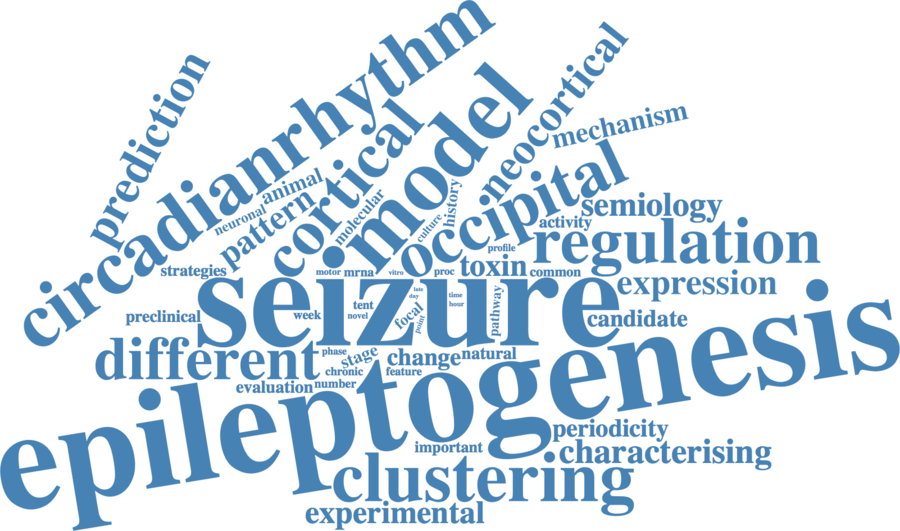 prediction
circadianrhythm
neocortical
mechanism
model
cortical
animal
neuronal
pattern
molecular
history
culture
occipital
semiology
activity
regulation
profile
strategies
motor
mrna
vitro
proc
toxin
common
seizure
expression
late
day
time
hour
pathway
tent
novel
focal
point
week
preclinical
candidate
different
phase
stage
change
natural
chronic
feature
evaluation
number
epileptogenesis
periodicity
important
characterising
clustering
experimental